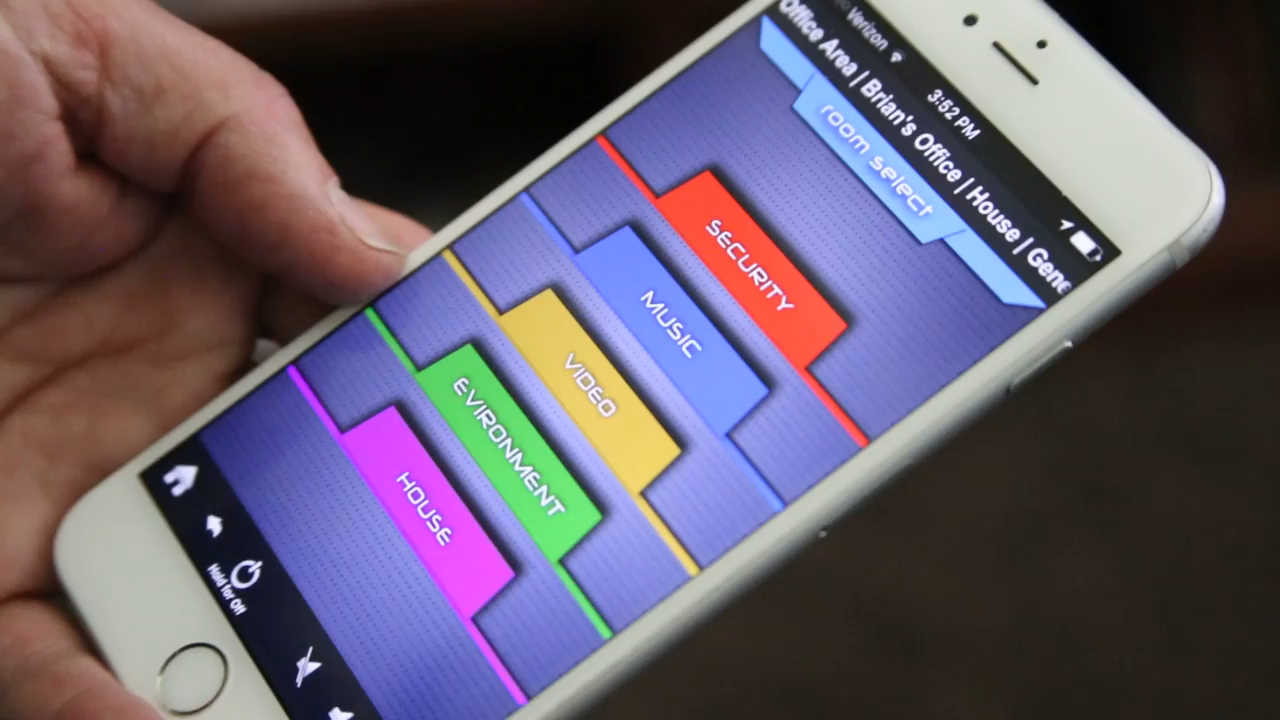 Verizon
3:52 PM
Office Area | Brian's Office | House | Gene
room select
SECURITY
MUSIC
VIDEO
EVIRONMENT
HOUSE
Hold for Off